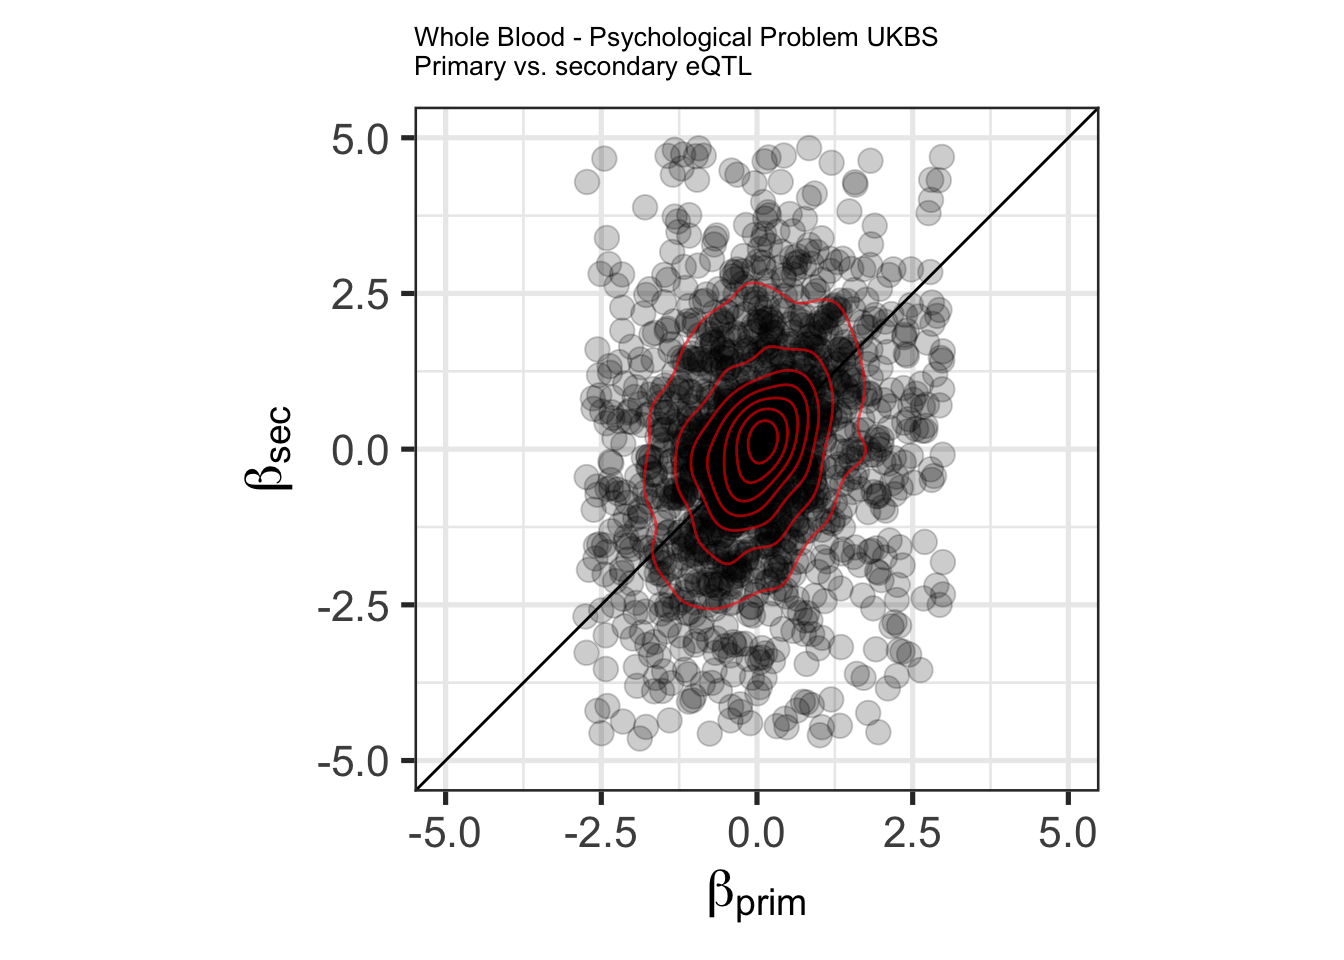 Whole Blood - Psychological Problem UKBS
Primary vs. secondary eQTL
5.0
2.5
0.0
-2.5
-5.0
βsec
-5.0 -2.5 0.0 2.5 5.0
βprim